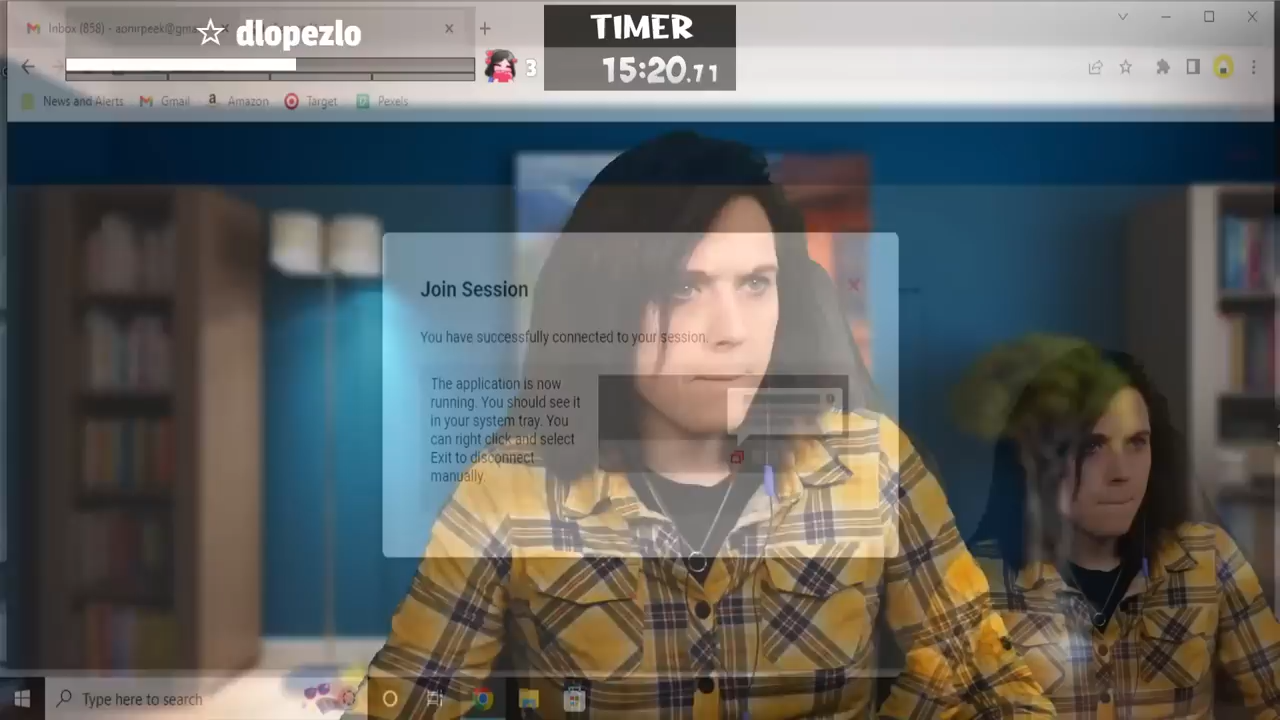 Inbox (858) - aonirpeek@gma
☆ dlopezlo
3
TIMER
15:20.71
News and Alerts
Gmail
Amazon
Target
Pexels
Join Session
You have successfully connected to your session.
The application is now
running. You should see it
in your system tray. You
can right click and select
Exit to disconnect
manually.
Type here to search